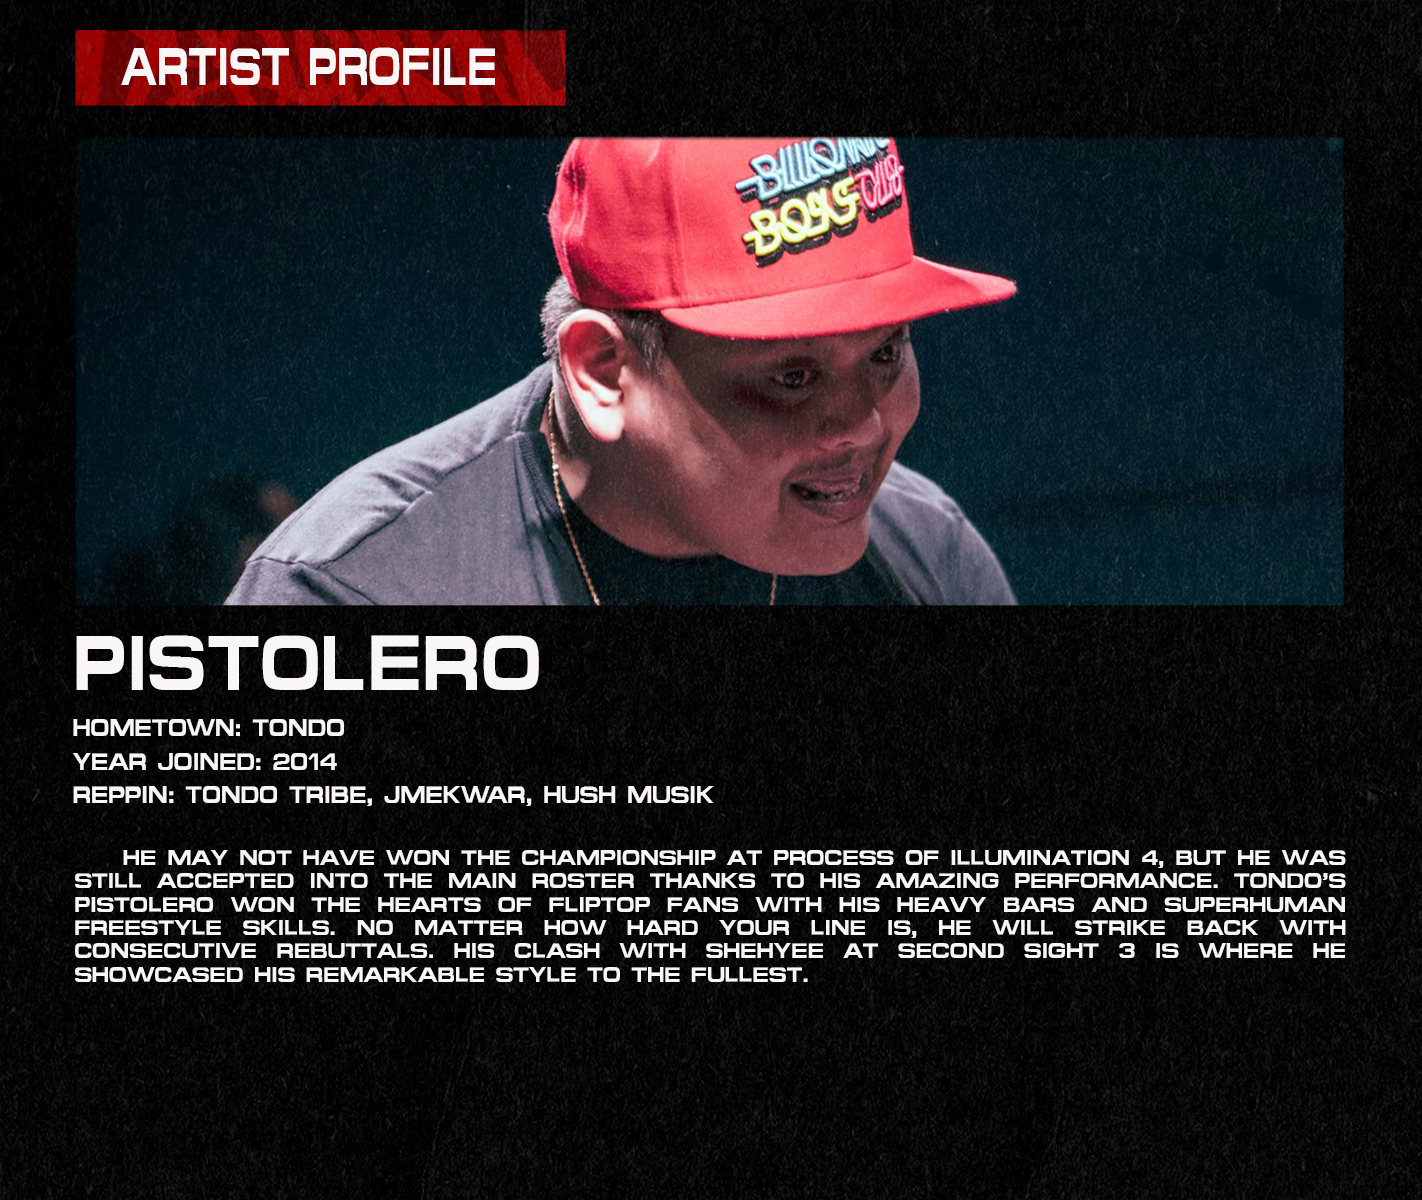 ARTIST PROFILE
BILLIONAIRE
BOYS CLUB
PISTOLERO
HOMETOWN: TONDO
YEAR JOINED: 2014
REPPIN: TONDO TRIBE, JMEKWAR, HUSH MUSIK
HE MAY NOT HAVE WON THE CHAMPIONSHIP AT PROCESS OF ILLUMINATION 4, BUT HE WAS
STILL ACCEPTED INTO THE MAIN ROSTER THANKS TO HIS AMAZING PERFORMANCE. TONDO'S
PISTOLERO WON THE HEARTS OF FLIPTOP FANS WITH HIS HEAVY BARS AND SUPERHUMAN
FREESTYLE SKILLS. NO MATTER HOW HARD YOUR LINE IS, HE WILL STRIKE BACK WITH
CONSECUTIVE REBUTTALS. HIS CLASH WITH SHEHYEE AT SECOND SIGHT 3 IS WHERE HE
SHOWCASED HIS REMARKABLE STYLE TO THE FULLEST.